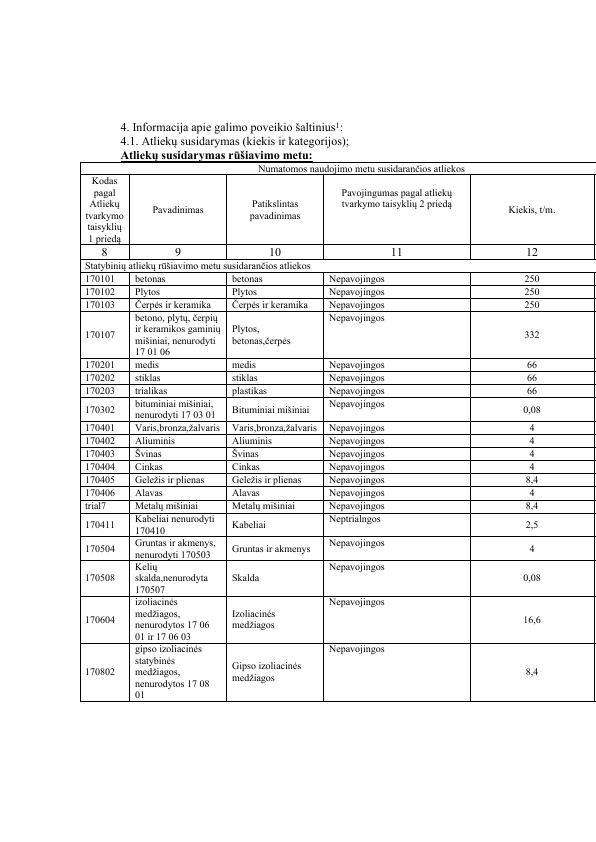 4. Informacija apie galimo poveikio šaltinius¹:
4.1. Atliekų susidarymas (kiekis ir kategorijos);
Atliekų susidarymas rūšiavimo metu:
Numatomos naudojimo metu susidarančios atliekos
Kodas
pagal
Atliekų
tvarkymo
taisyklių
1 priedą
Pavadinimas
Patikslintas
pavadinimas
Pavojingumas pagal atliekų
tvarkymo taisyklių 2 priedą
Kiekis, t/m.
8 9 10 11 12
Statybinių atliekų rūšiavimo metu susidarančios atliekos
170101 betonas betonas Nepavojingos 250
170102 Plytos Plytos Nepavojingos 250
170103 Čerpės ir keramika Čerpės ir keramika Nepavojingos 250
170107
betono, plytų, čerpių
ir keramikos gaminių
mišiniai, nenurodyti
17 01 06
Plytos,
betonas,čerpės
Nepavojingos
332
170201 medis medis Nepavojingos 66
170202 stiklas stiklas Nepavojingos 66
170203 trialikas plastikas Nepavojingos 66
170302
bituminiai mišiniai,
nenurodyti 17 03 01
Bituminiai mišiniai
Nepavojingos
0,08
170401 Varis,bronza,žalvaris Varis,bronza,žalvaris Nepavojingos 4
170402 Aliuminis Aliuminis Nepavojingos 4
170403 Švinas Švinas Nepavojingos 4
170404 Cinkas Cinkas Nepavojingos 4
170405 Geležis ir plienas Geležis ir plienas Nepavojingos 8,4
170406 Alavas Alavas Nepavojingos 4
trial7 Metalų mišiniai Metalų mišiniai Nepavojingos 8,4
170411
Kabeliai nenurodyti
170410
Kabeliai
Neptrialngos
2,5
170504
Gruntas ir akmenys,
nenurodyti 170503
Gruntas ir akmenys
Nepavojingos
4
170508
Kelių
skalda,nenurodyta
170507
Skalda
Nepavojingos
0,08
170604
izoliacinės
medžiagos,
nenurodytos 17 06
01 ir 17 06 03
Izoliacinės
medžiagos
Nepavojingos
16,6
170802
gipso izoliacinės
statybinės
medžiagos,
nenurodytos 17 08
01
Gipso izoliacinės
medžiagos
Nepavojingos
8,4